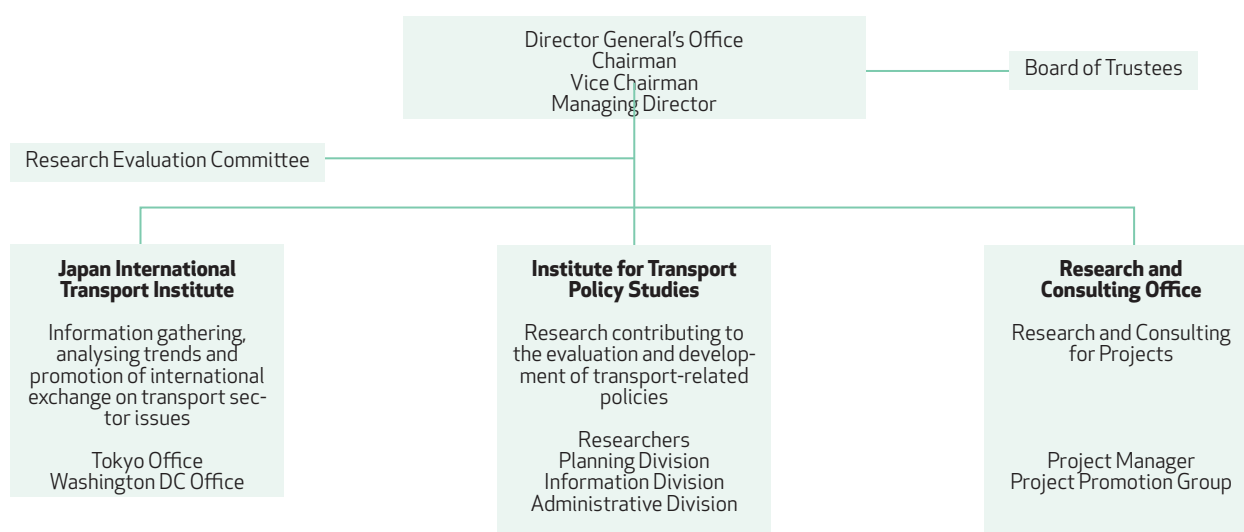 Director General's Office
Chairman
Vice Chairman
Managing Director
Board of Trustees
Research Evaluation Committee
Japan International
Transport Institute
Information gathering,
analysing trends and
promotion of international
exchange on transport sec-
tor issues
Tokyo Office
Washington DC Office
Institute for Transport
Policy Studies
Research contributing to
the evaluation and develop-
ment of transport-related
policies
Researchers
Planning Division
Information Division
Administrative Division
Research and
Consulting Office
Research and Consulting
for Projects
Project Manager
Project Promotion Group